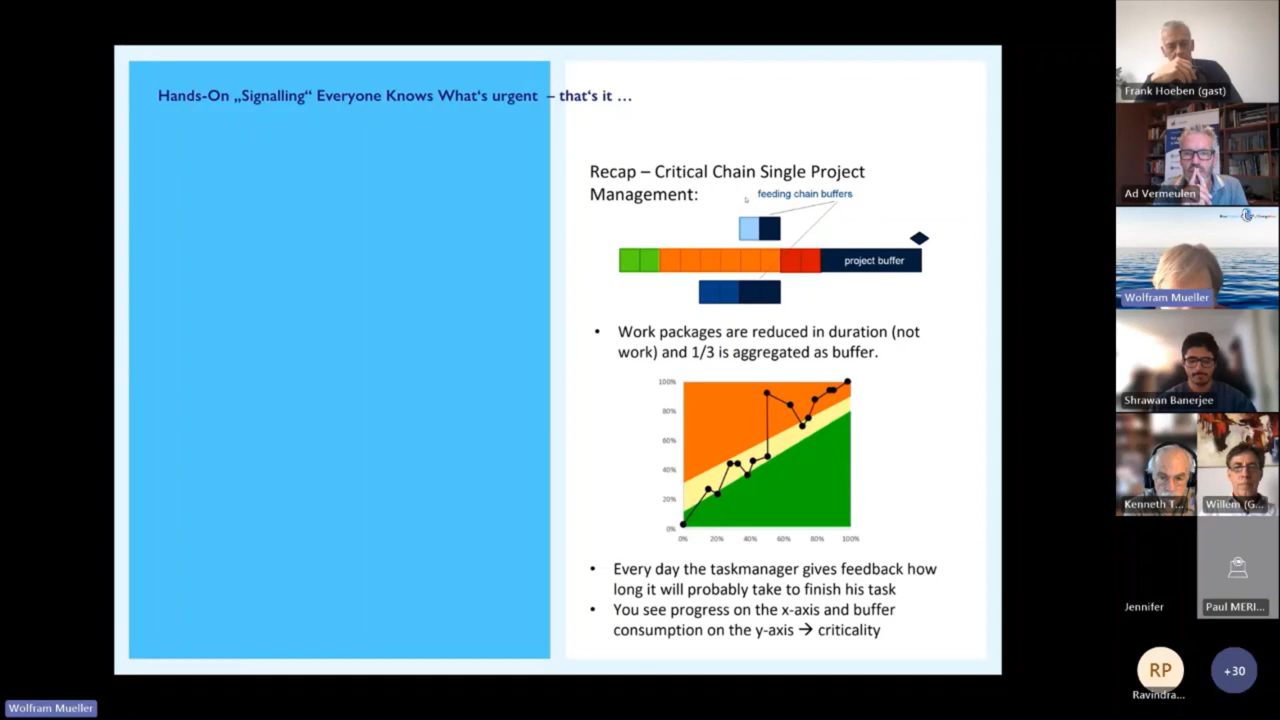 Hands-On „Signalling“ Everyone Knows What‘s urgent – that‘s it …
Recap – Critical Chain Single Project
Management:
feeding chain buffers
project buffer
• Work packages are reduced in duration (not
work) and 1/3 is aggregated as buffer.
100%
80%
60%
40%
20%
0%
0% 20% 40% 60% 80% 100%
• Every day the taskmanager gives feedback how
long it will probably take to finish his task
• You see progress on the x-axis and buffer
consumption on the y-axis → criticality
Frank Hoeben (gast)
Ad Vermeulen
Wolfram Mueller
Shrawan Banerjee
Kenneth T...
Willem (G...
Jennifer
Paul MERI...
RP
Ravindra...
+30
Wolfram Mueller